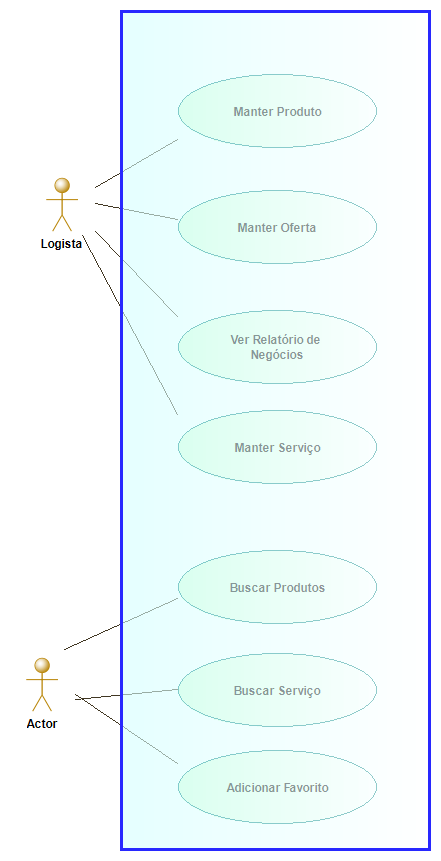 Manter Produto
Logista
Manter Oferta
Ver Relatório de
Negócios
Manter Serviço
Buscar Produtos
Actor
Buscar Serviço
Adicionar Favorito